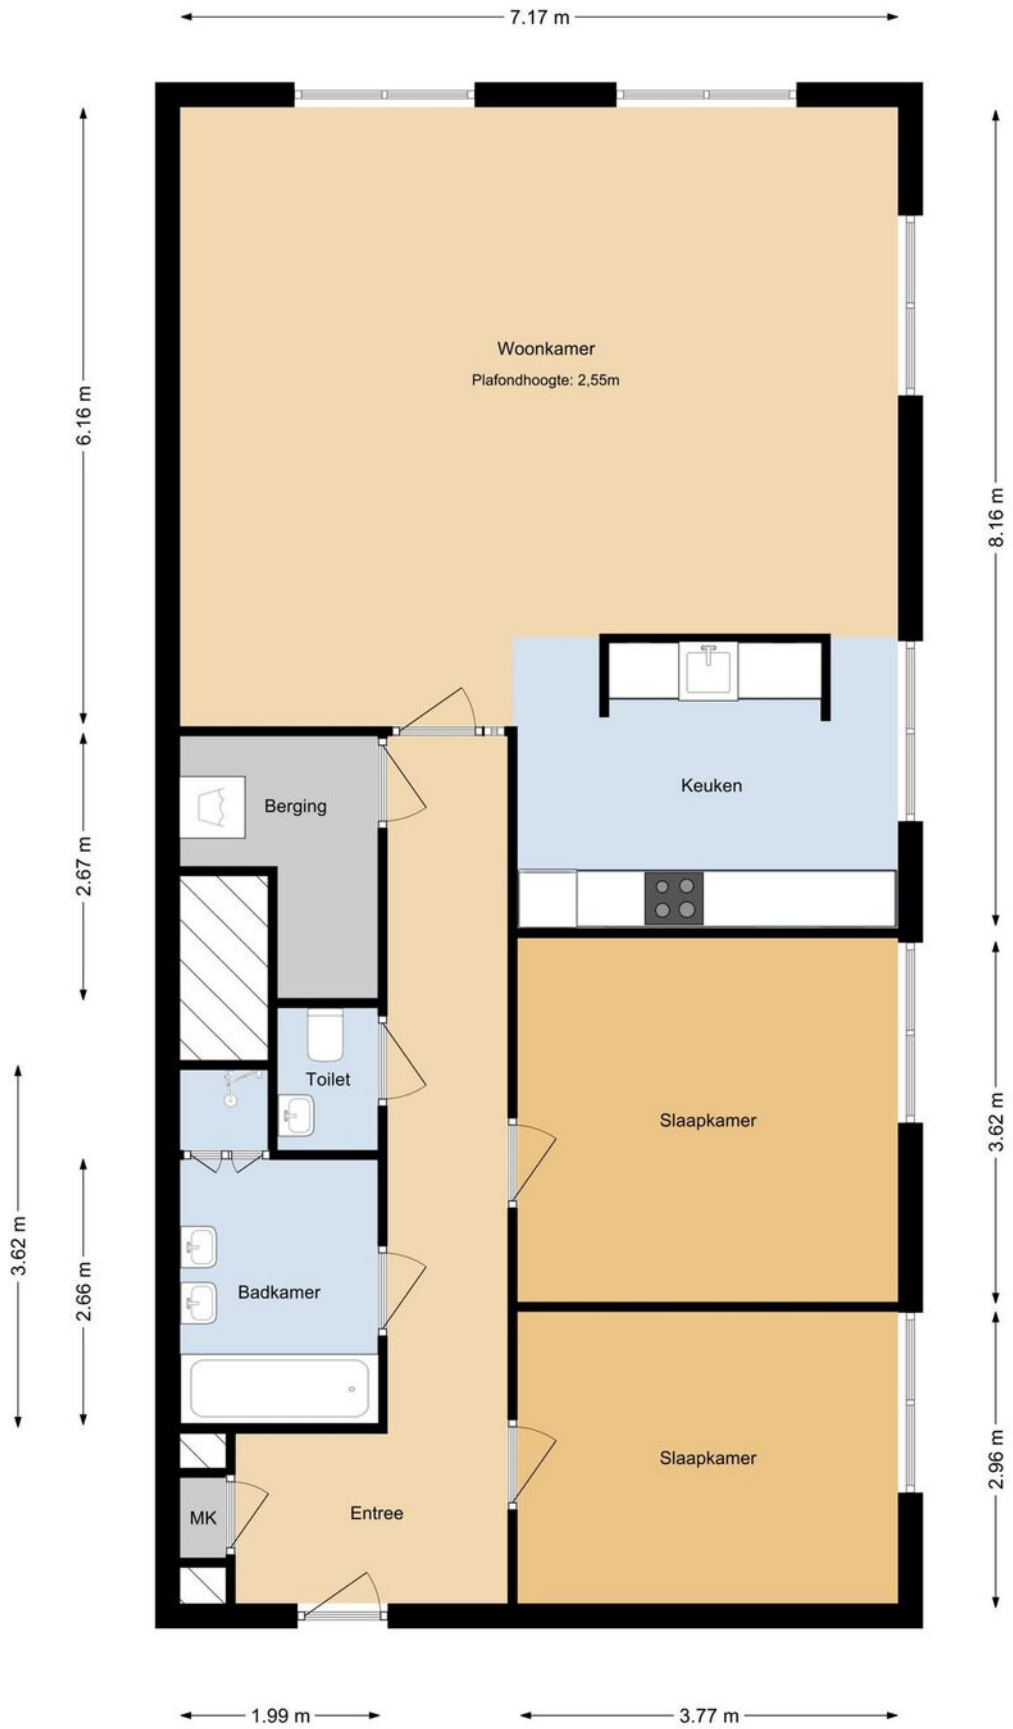 7.17 m
Woonkamer
Plafondhoogte: 2,55m
6.16 m
8.16 m
Keuken
Berging
2.67 m
Toilet
Slaapkamer
3.62 m
3.62 m
2.66 m
Badkamer
Slaapkamer
2.96 m
MK
Entree
1.99 m
3.77 m